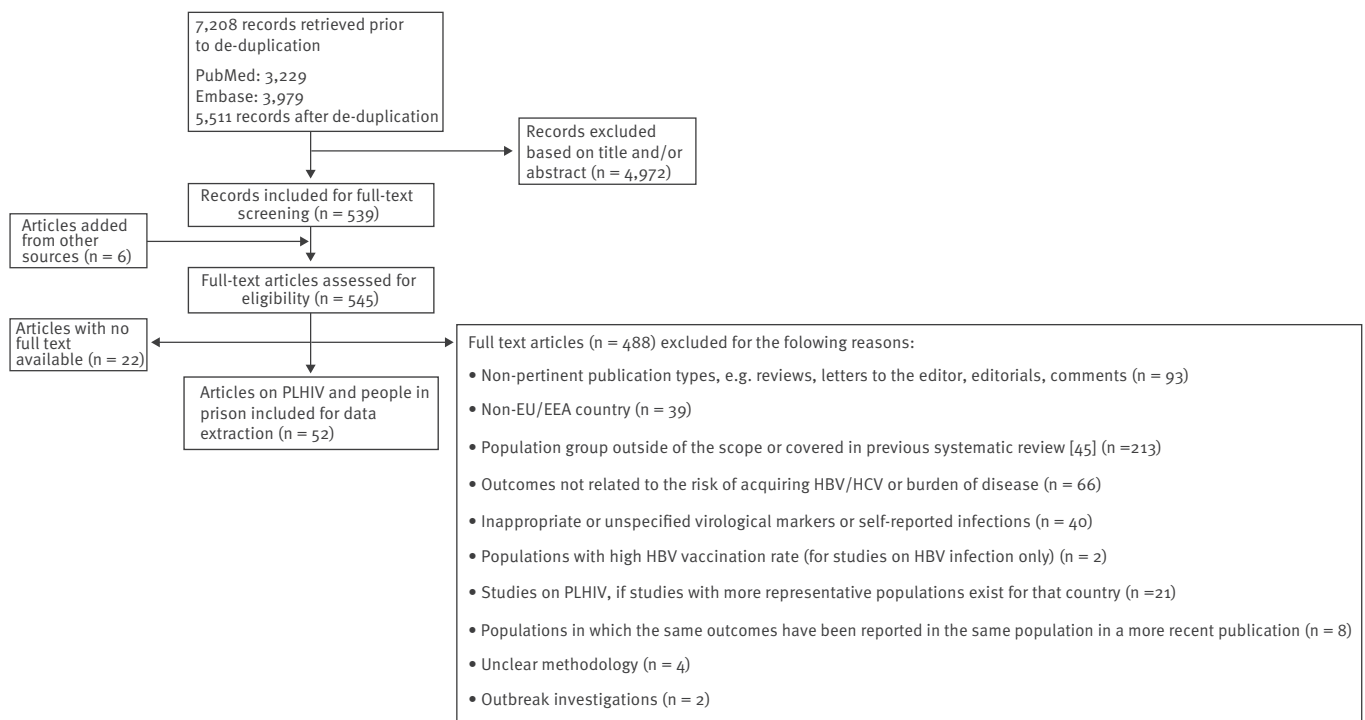 7,208 records retrieved prior
to de-duplication
PubMed: 3,229
Embase: 3,979
5,511 records after de-duplication
Records excluded
based on title and/or
abstract (n = 4,972)
Records included for full-text
screening (n = 539)
Articles added
from other
sources (n = 6)
Full-text articles assessed for
eligibility (n = 545)
Articles with no
full text
available (n = 22)
Full text articles (n = 488) excluded for the folowing reasons:
• Non-pertinent publication types, e.g. reviews, letters to the editor, editorials, comments (n = 93)
• Non-EU/EEA country (n = 39)
• Population group outside of the scope or covered in previous systematic review [45] (n =213)
• Outcomes not related to the risk of acquiring HBV/HCV or burden of disease (n = 66)
• Inappropriate or unspecified virological markers or self-reported infections (n = 40)
• Populations with high HBV vaccination rate (for studies on HBV infection only) (n = 2)
• Studies on PLHIV, if studies with more representative populations exist for that country (n =21)
• Populations in which the same outcomes have been reported in the same population in a more recent publication (n = 8)
• Unclear methodology (n = 4)
• Outbreak investigations (n = 2)
Articles on PLHIV and people in
prison included for data
extraction (n = 52)